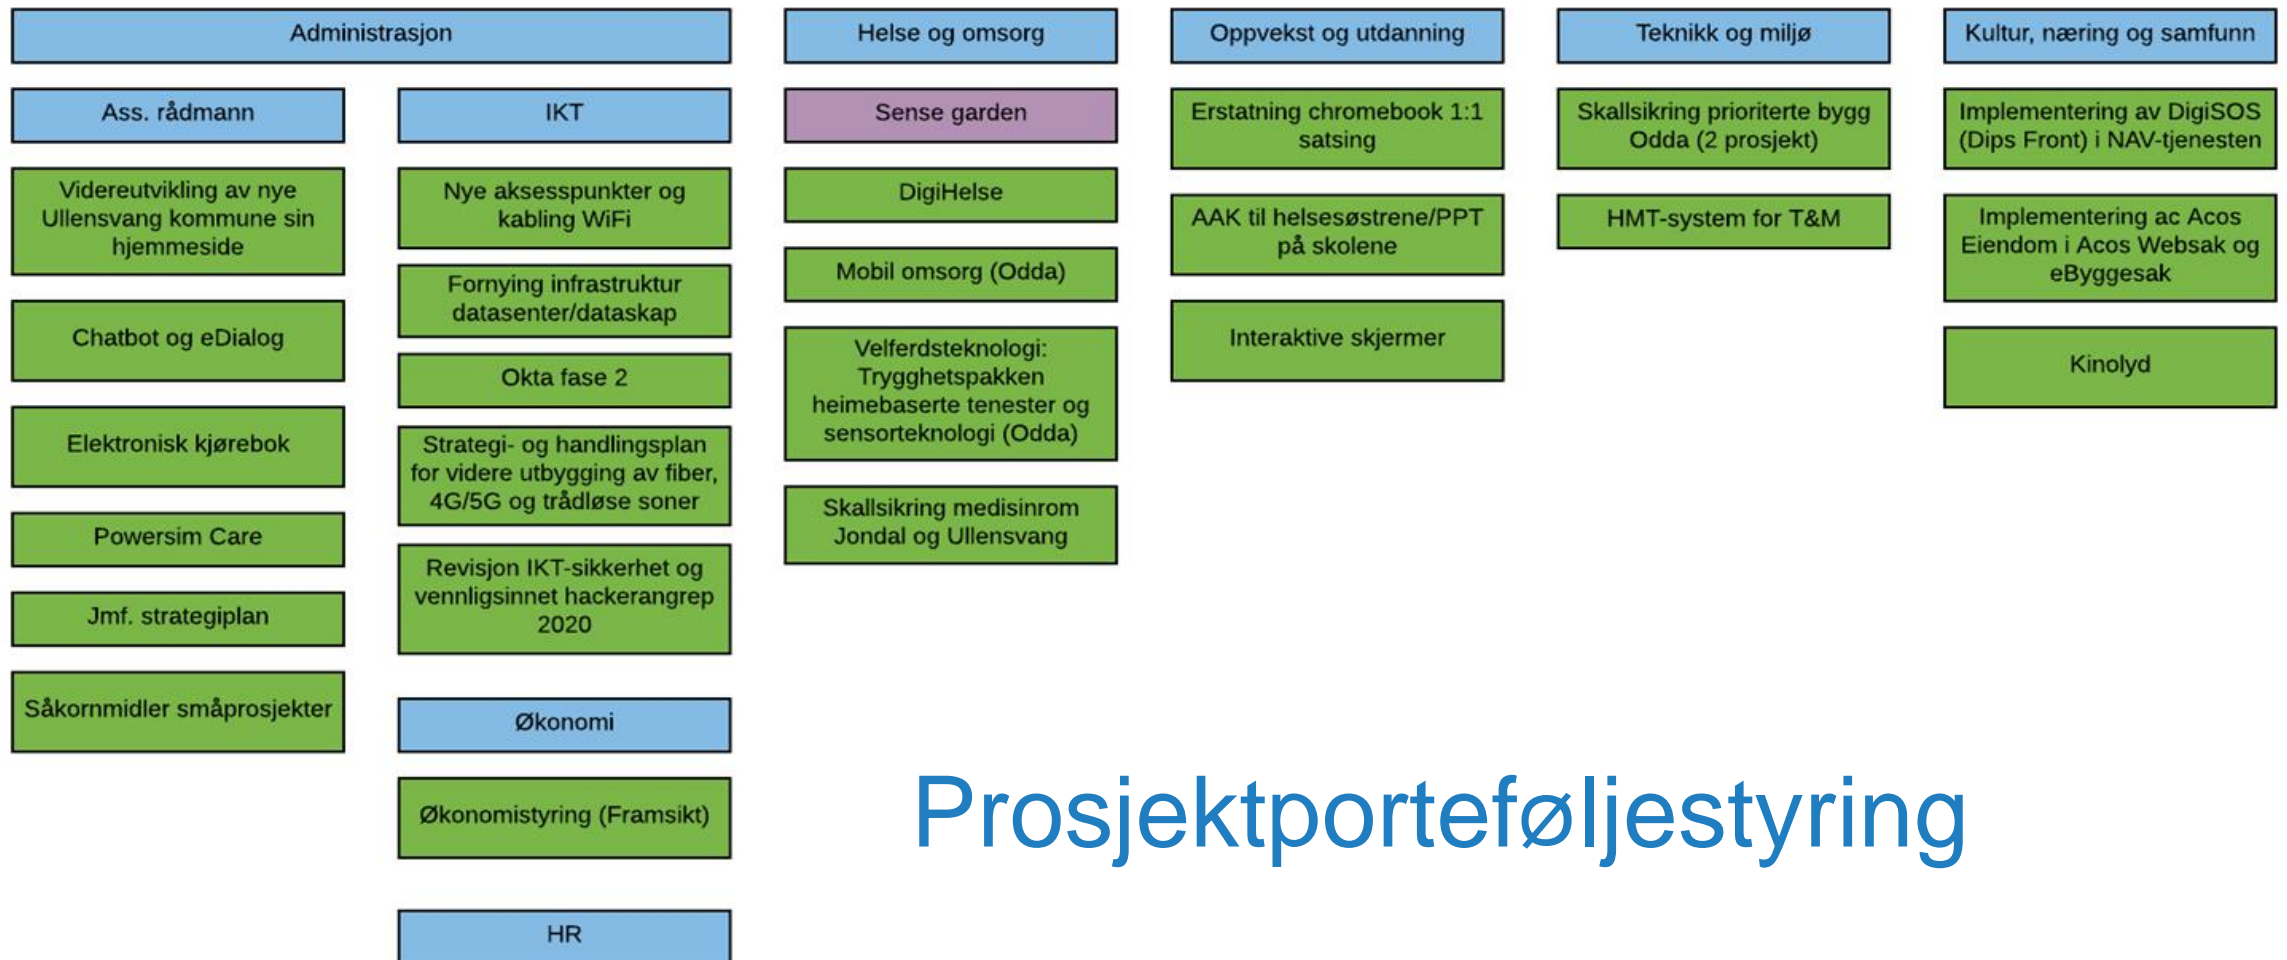 Administrasjon
Ass. rådmann
Videreutvikling av nye
Ullensvang kommune sin
hjemmeside
Chatbot og eDialog
Elektronisk kjørebok
Powersim Care
Jmf. strategiplan
Såkornmidler småprosjekter
IKT
Nye aksesspunkter og
kabling WiFi
Fornying infrastruktur
datasenter/dataskap
Okta fase 2
Strategi- og handlingsplan
for videre utbygging av fiber,
4G/5G og trådløse soner
Revisjon IKT-sikkerhet og
vennligsinnet hackerangrep
2020
Økonomi
Økonomistyring (Framsikt)
HR
Helse og omsorg
Sense garden
DigiHelse
Mobil omsorg (Odda)
Velferdsteknologi:
Trygghetspakken
heimebaserte tenester og
sensorteknologi (Odda)
Skallsikring medisinrom
Jondal og Ullensvang
Oppvekst og utdanning
Erstatning chromebook 1:1
satsing
AAK til helsesøstrene/PPT
på skolene
Interaktive skjermer
Teknikk og miljø
Skallsikring prioriterte bygg
Odda (2 prosjekt)
HMT-system for T&M
Kultur, næring og samfunn
Implementering av DigiSOS
(Dips Front) i NAV-tjenesten
Implementering ac Acos
Eiendom i Acos Websak og
eByggesak
Kinolyd
Prosjektporteføljestyring